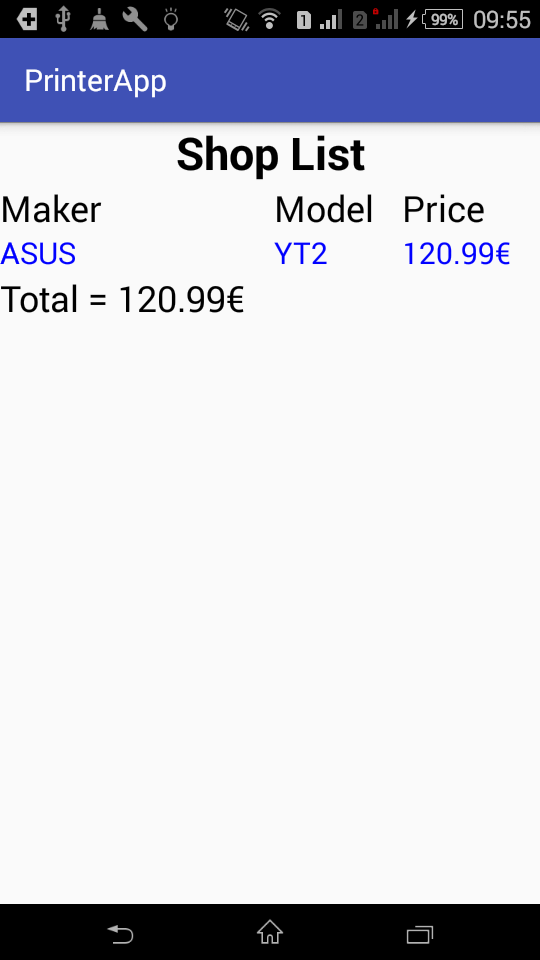 1 2 99% 09:55
PrinterApp
Shop List
Maker Model Price
ASUS YT2 120.99€
Total = 120.99€